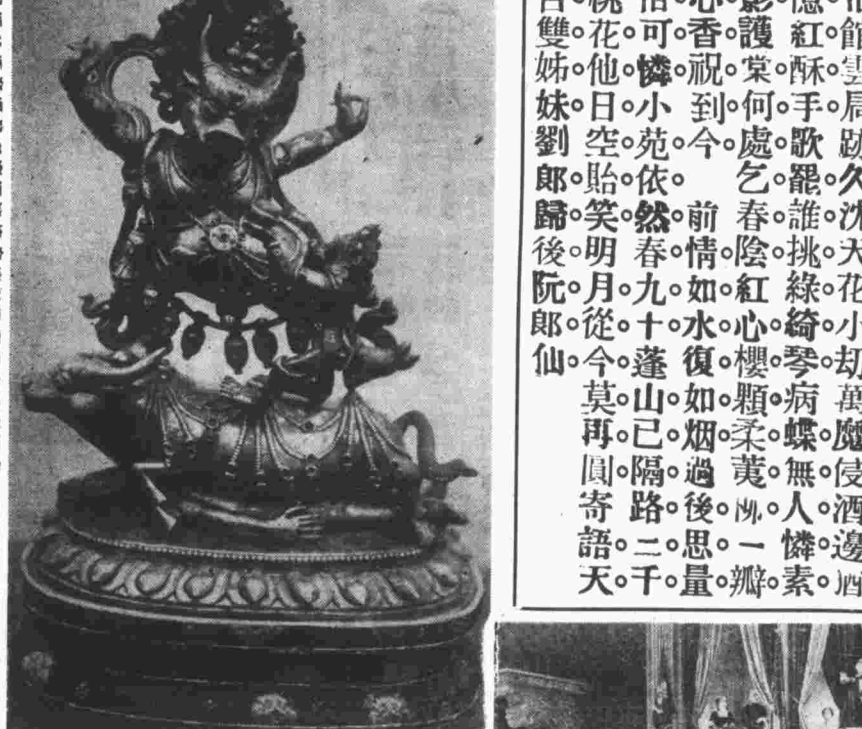 館跡久沈天花小劫萬魔侵酒邊
憶紅酥手歌罷誰挑綠綺琴病蝶無人憐素
影護棠何處乞春陰紅心櫻顆柔荑一瓣
心香祝到今　前情如水復如烟過後思量
可憐小苑依然春九十蓬山已隔路二千
桃花他日空貽笑明月從今莫再圓寄語天
雙姊妹劉郎歸後阮郎仙